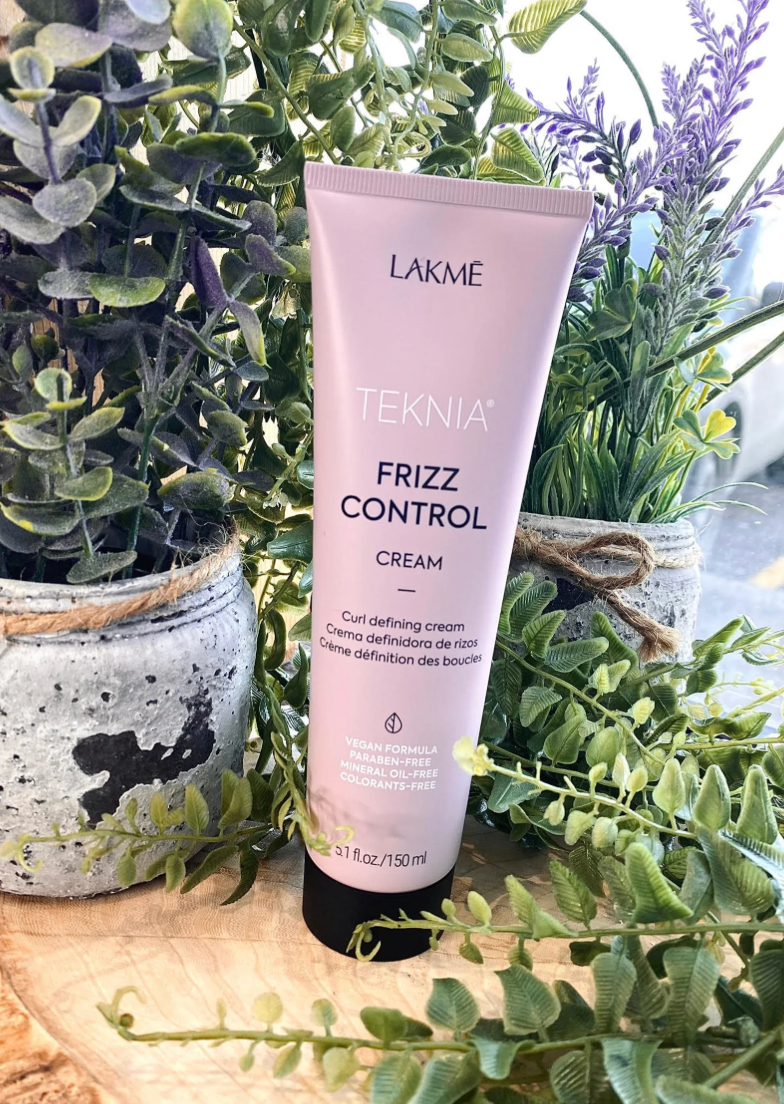 LAKMĒ
TEKNIA®
FRIZZ
CONTROL
CREAM
Curl defining cream
Crema definidora de rizos
Crème définition des boucles
VEGAN FORMULA
PARABEN-FREE
MINERAL OIL-FREE
COLORANTS-FREE
5.1 fl.oz./150 ml